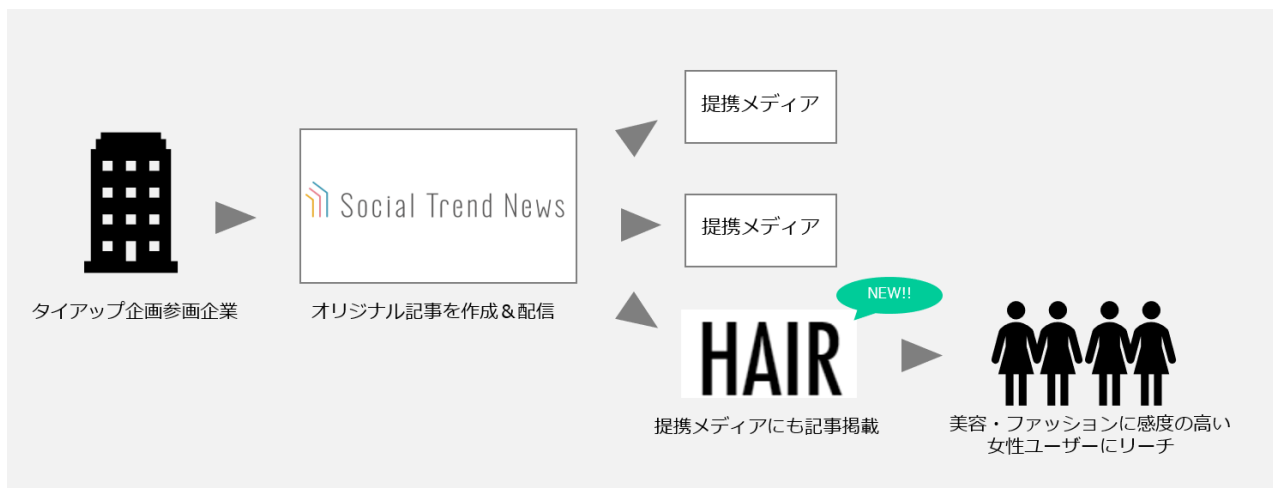 提携メディア
Social Trend News
提携メディア
タイアップ企画参画企業
オリジナル記事を作成＆配信
NEW!!
HAIR
提携メディアにも記事掲載
美容・ファッションに感度の高い
女性ユーザーにリーチ